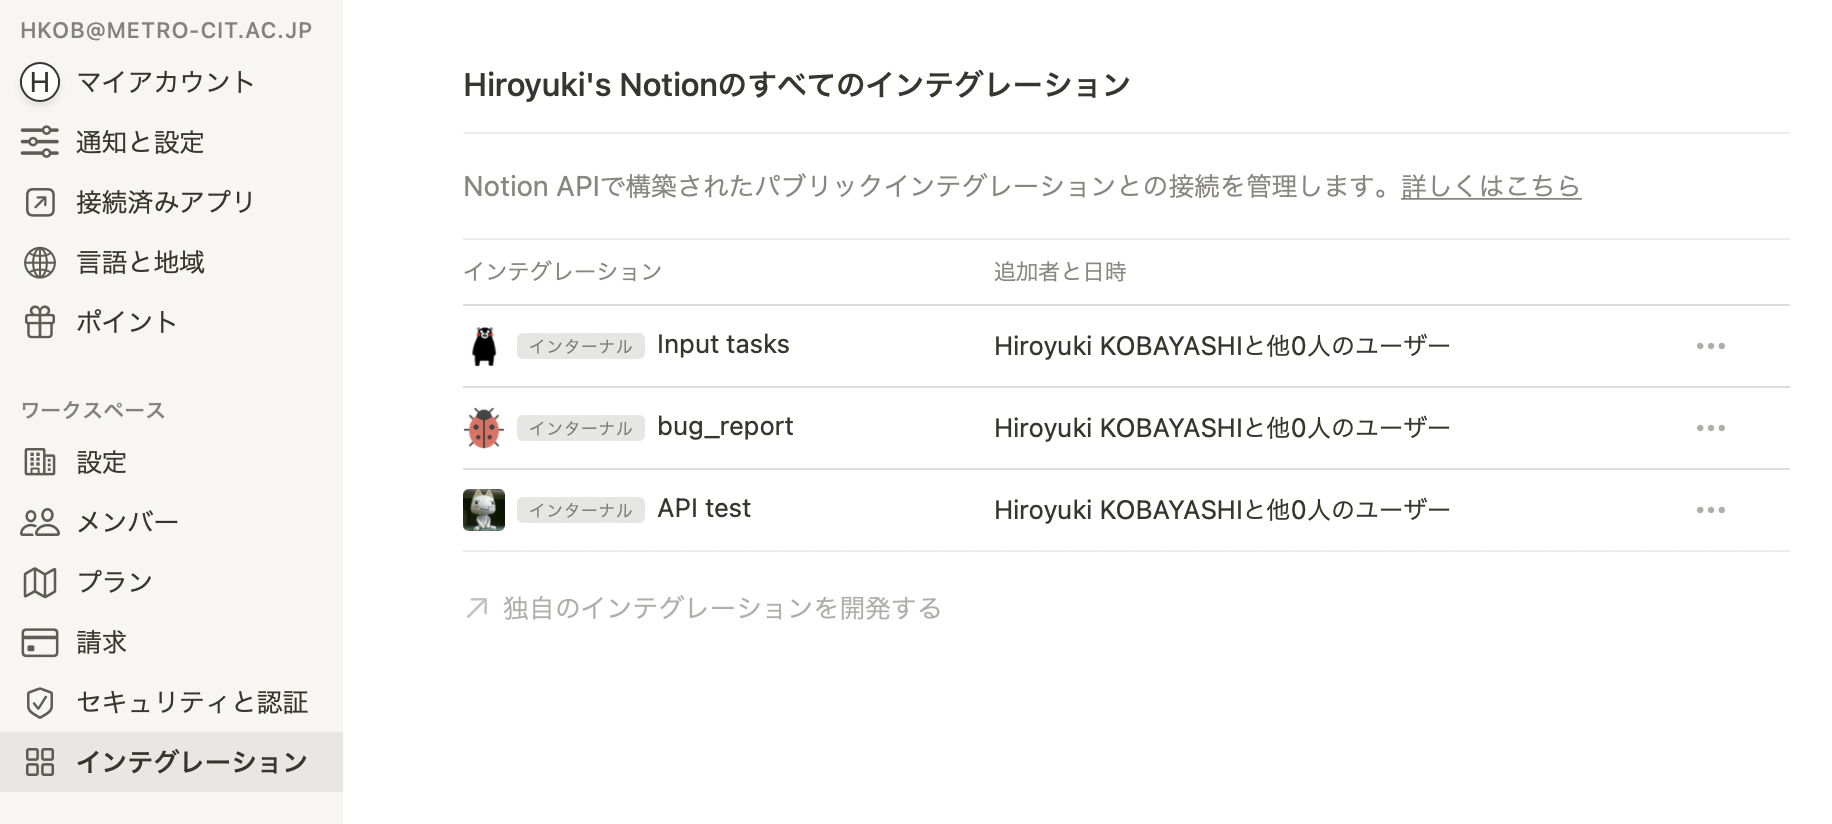 HKOB@METRO-CIT.AC.JP
H マイアカウント
通知と設定
接続済みアプリ
言語と地域
ポイント
ワークスペース
設定
メンバー
プラン
請求
セキュリティと認証
インテグレーション
Hiroyuki's Notionのすべてのインテグレーション
Notion APIで構築されたパブリックインテグレーションとの接続を管理します。詳しくはこちら
インテグレーション 追加者と日時
インターナル Input tasks Hiroyuki KOBAYASHIと他0人のユーザー
インターナル bug_report Hiroyuki KOBAYASHIと他0人のユーザー
インターナル API test Hiroyuki KOBAYASHIと他0人のユーザー
独自のインテグレーションを開発する